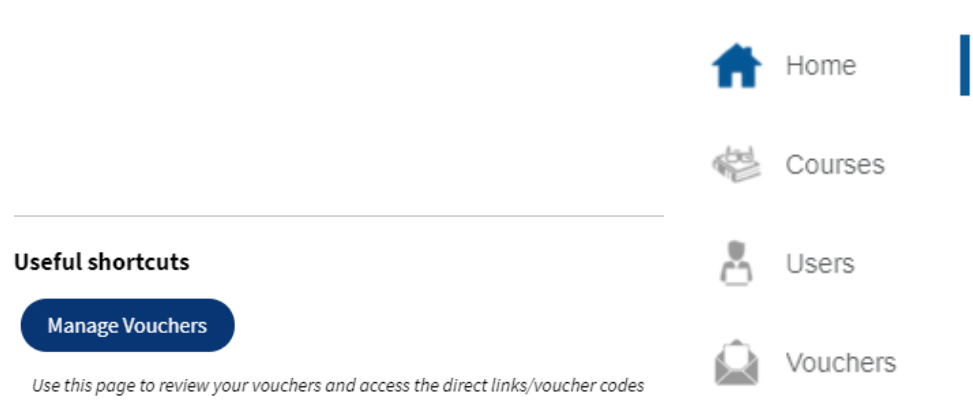 Home
Courses
Useful shortcuts
Users
Manage Vouchers
Vouchers
Use this page to review your vouchers and access the direct links/voucher codes